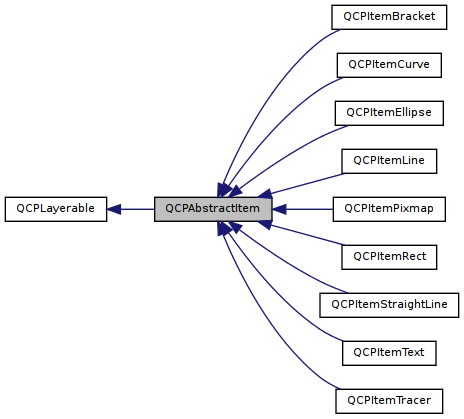 QCPItemBracket
QCPItemCurve
QCPItemEllipse
QCPItemLine
QCPLayerable
QCPAbstractItem
QCPItemPixmap
QCPItemRect
QCPItemStraightLine
QCPItemText
QCPItemTracer